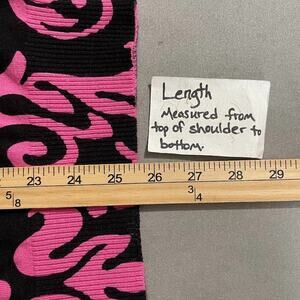 Length
Measured from
top of shoulder to
bottom.
23 24 25 26 27 28 29
5/8 3/4